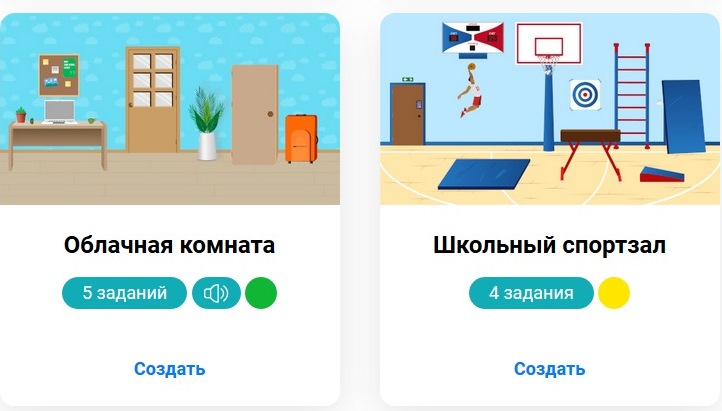 Облачная комната
5 заданий
Создать
Школьный спортзал
4 задания
Создать